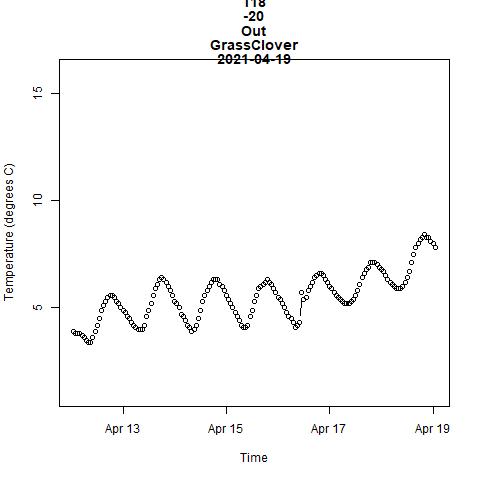 T18
-20
Out
GrassClover
2021-04-19
Temperature (degrees C)
15
10
5
Apr 13
Apr 15
Apr 17
Apr 19
Time